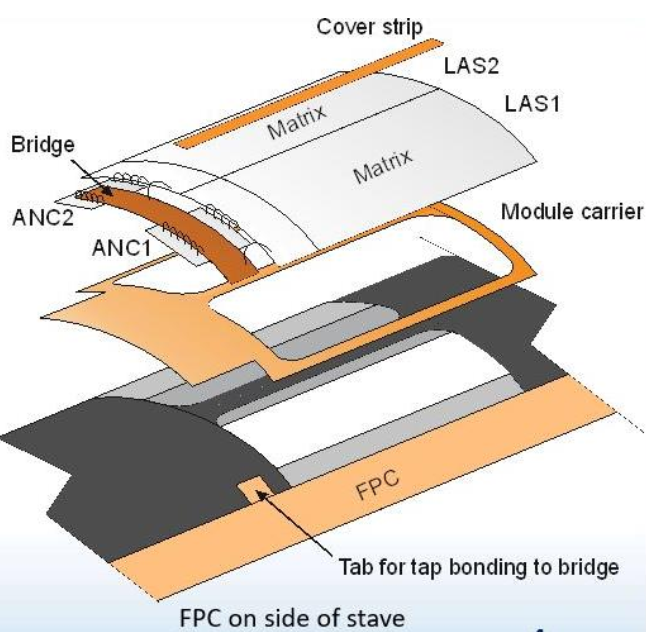 Cover strip
LAS2
LAS1
Matrix
Matrix
Bridge
ANC2
ANC1
Module carrier
FPC
Tab for tap bonding to bridge
FPC on side of stave